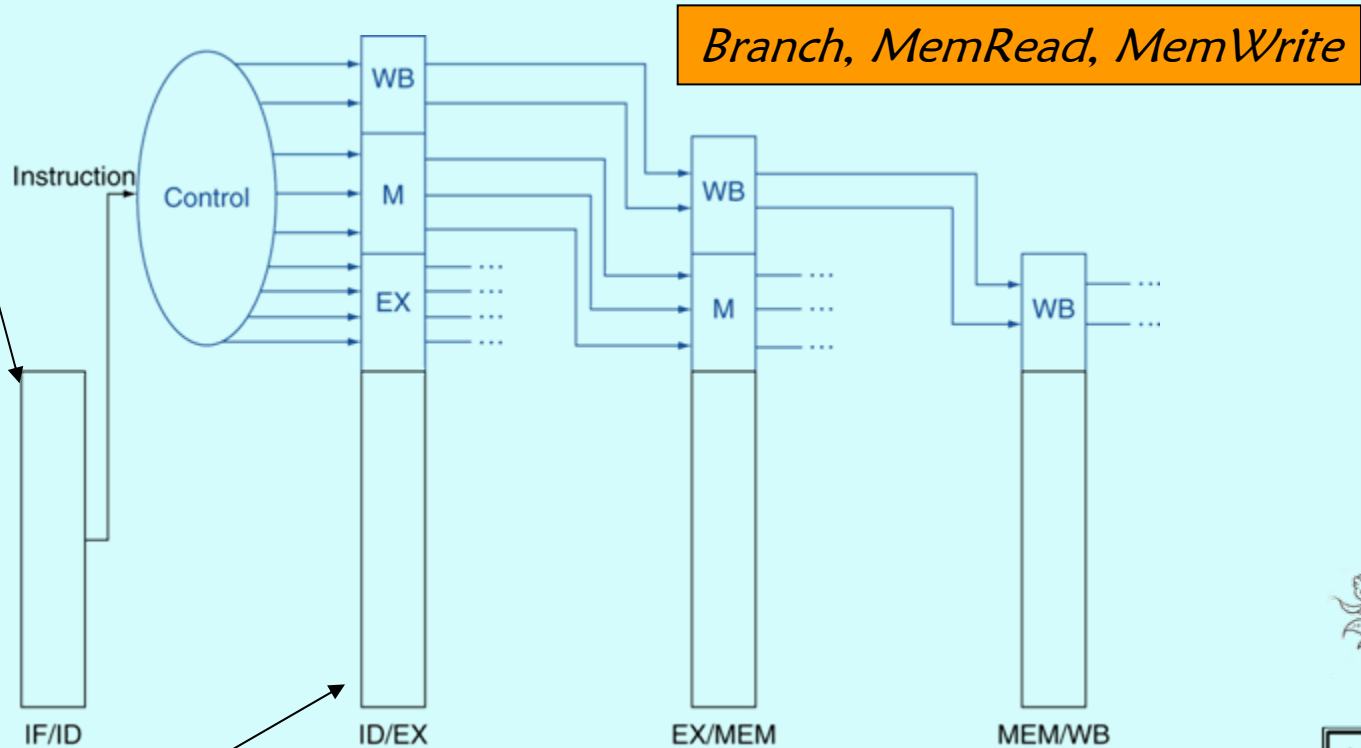 Branch, MemRead, MemWrite
WB
Instruction
Control
M
WB
EX
M
WB
IF/ID
ID/EX
EX/MEM
MEM/WB